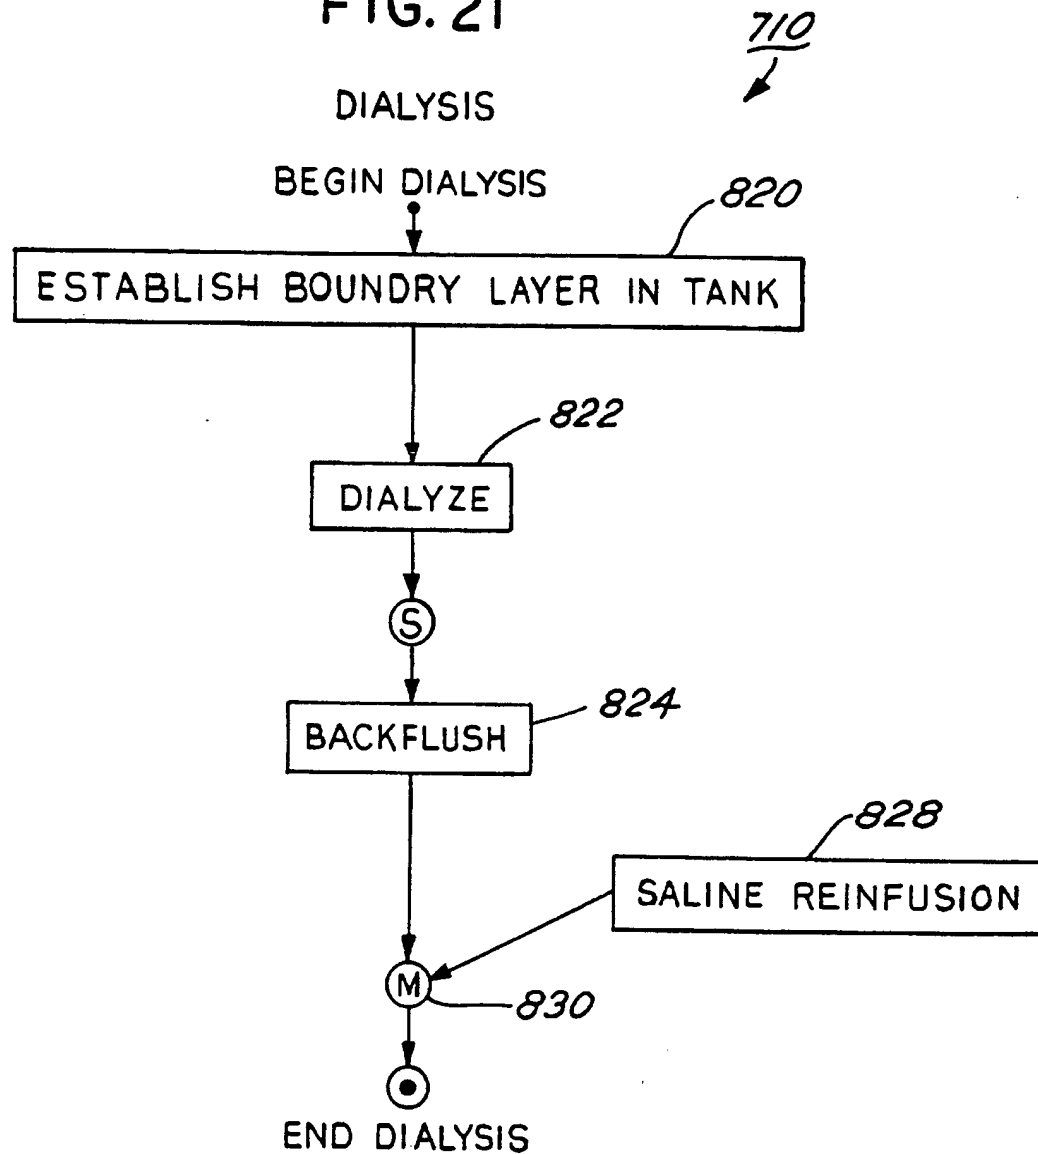 FIG. 21
710
DIALYSIS
BEGIN DIALYSIS
820
ESTABLISH BOUNDRY LAYER IN TANK
822
DIALYZE
S
824
BACKFLUSH
828
SALINE REINFUSION
M
830
END DIALYSIS